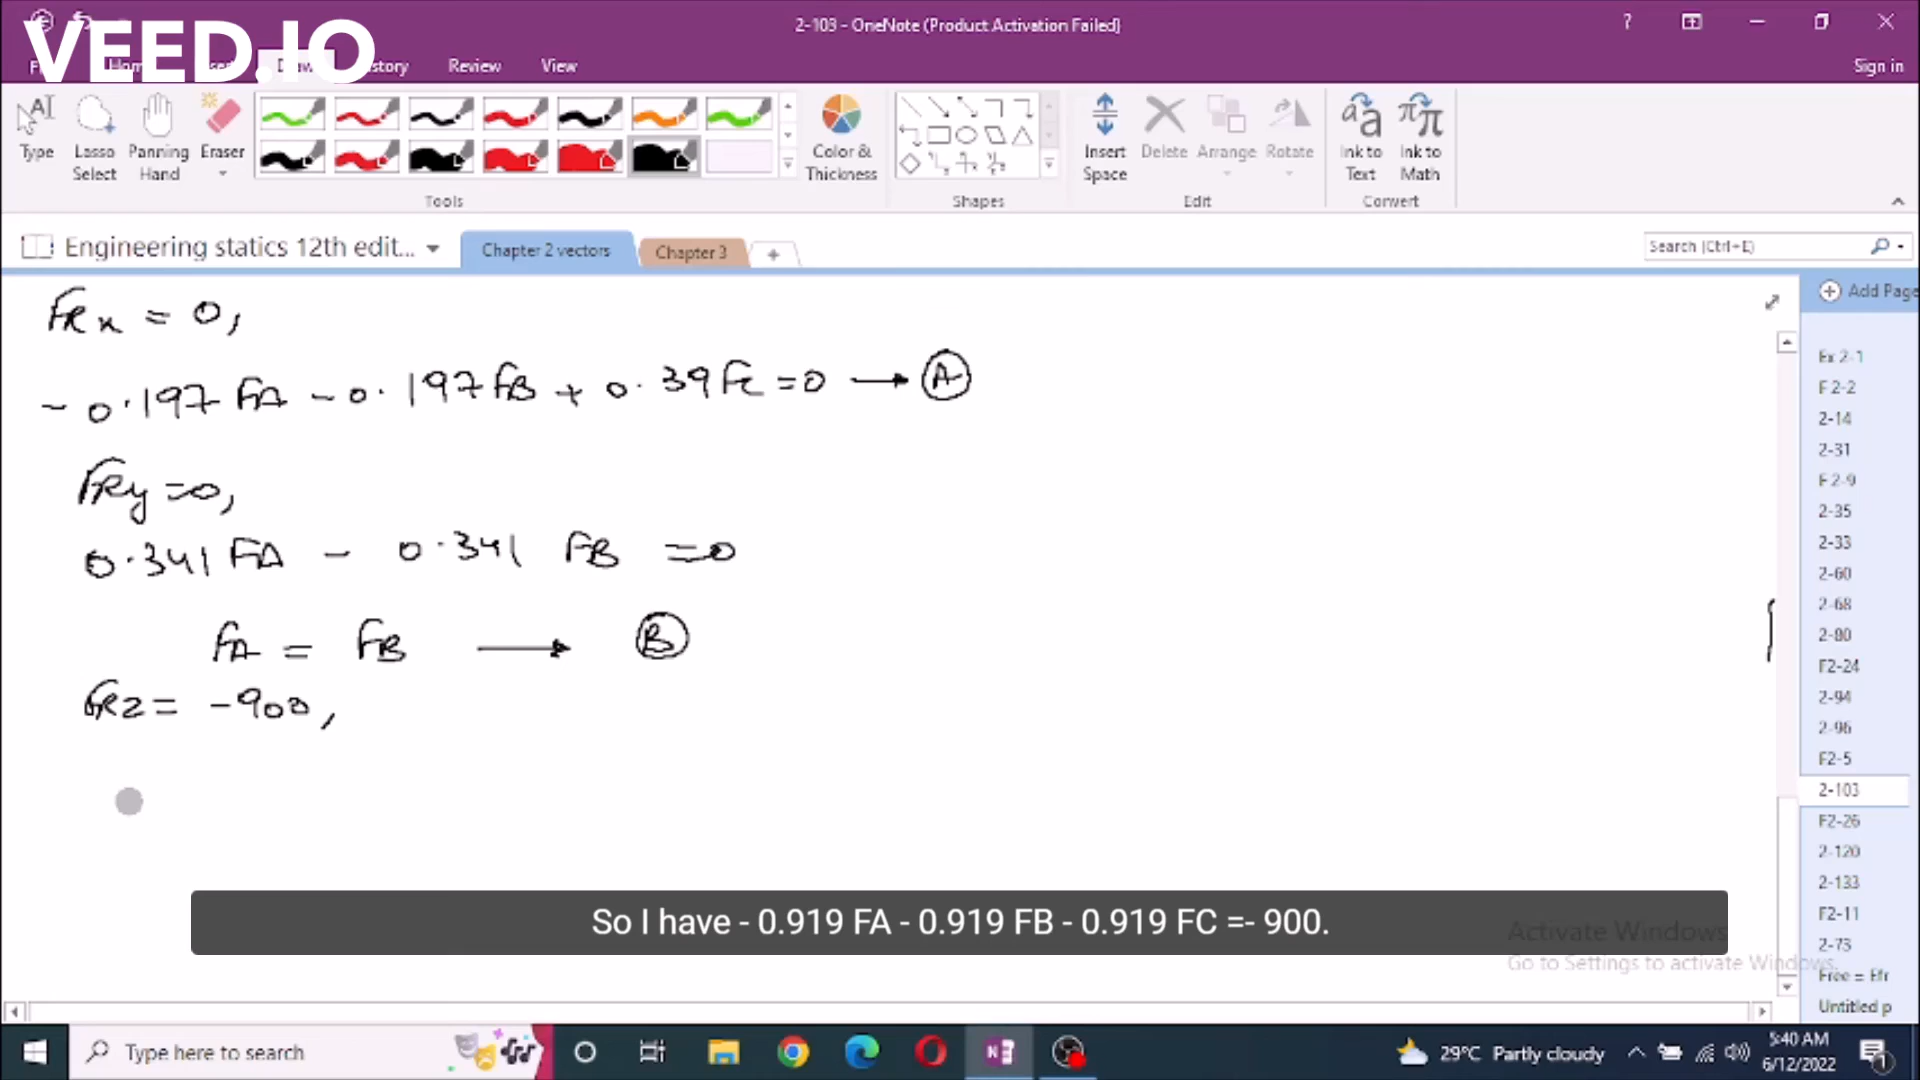 2-103 - OneNote (Product Activation Failed)
VEED.IO
Review
View
Sign in
Type
Lasso Select
Panning Hand
Eraser
Color & Thickness
Insert Space
Delete
Arrange
Rotate
Ink to Text
Ink to Math
Tools
Shapes
Edit
Convert
Engineering statics 12th edit...
Chapter 2 vectors
Chapter 3
Search (Ctrl+E)
Add Page
FRx = 0,
- 0.197 FA - 0.197 FB + 0.39 FC = 0 → A
FRy = 0,
0.341 FA - 0.341 FB = 0
FA = FB → B
FRz = -900,
Ex 2-1
F 2-2
2-14
2-31
F 2-9
2-35
2-33
2-60
2-68
2-80
F2-24
2-94
2-96
F2-5
2-103
F2-26
2-120
2-133
F2-11
2-73
Free = Efr
Untitled p
So I have - 0.919 FA - 0.919 FB - 0.919 FC =- 900.
Activate Windows
Go to Settings to activate Windows.
Type here to search
29°C Partly cloudy
5:40 AM
6/12/2022